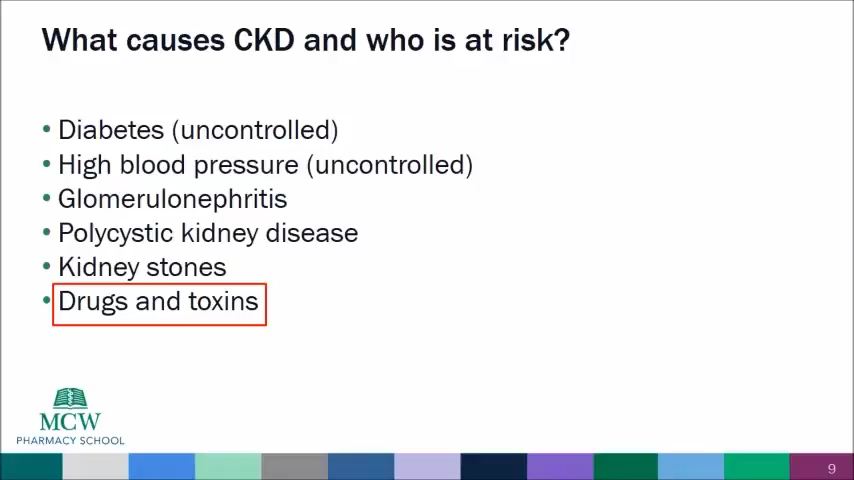 What causes CKD and who is at risk?
• Diabetes (uncontrolled)
• High blood pressure (uncontrolled)
• Glomerulonephritis
• Polycystic kidney disease
• Kidney stones
• Drugs and toxins
MCW
PHARMACY SCHOOL
9